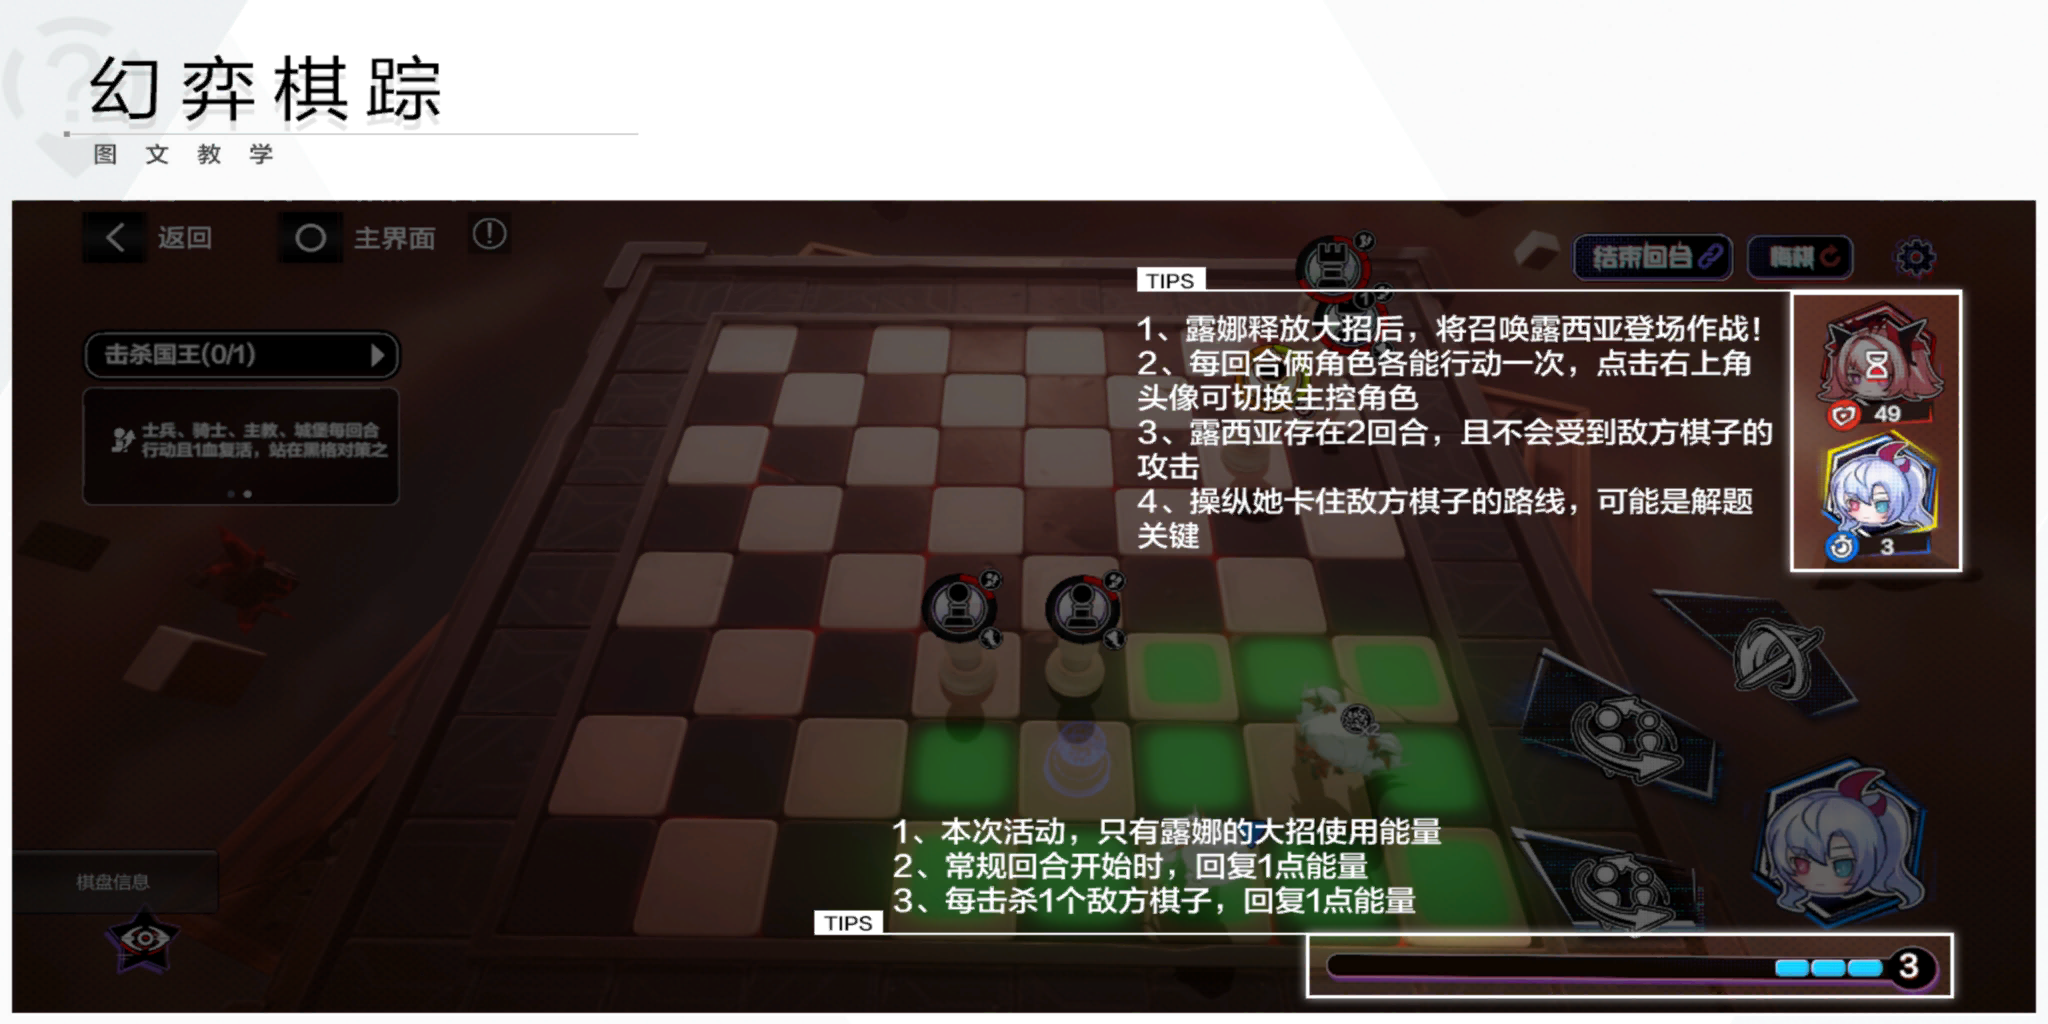 幻弈棋踪
图文教学
返回
主界面
结束回合
悔棋
TIPS
击杀国王(0/1)
士兵、骑士、主教、城堡每回合
行动且1血复活，站在黑格对策之
1、露娜释放大招后，将召唤露西亚登场作战！
2、每回合俩角色各能行动一次，点击右上角
头像可切换主控角色
3、露西亚存在2回合，且不会受到敌方棋子的
攻击
4、操纵她卡住敌方棋子的路线，可能是解题
关键
49
3
1
x2
1、本次活动，只有露娜的大招使用能量
2、常规回合开始时，回复1点能量
3、每击杀1个敌方棋子，回复1点能量
TIPS
棋盘信息
3